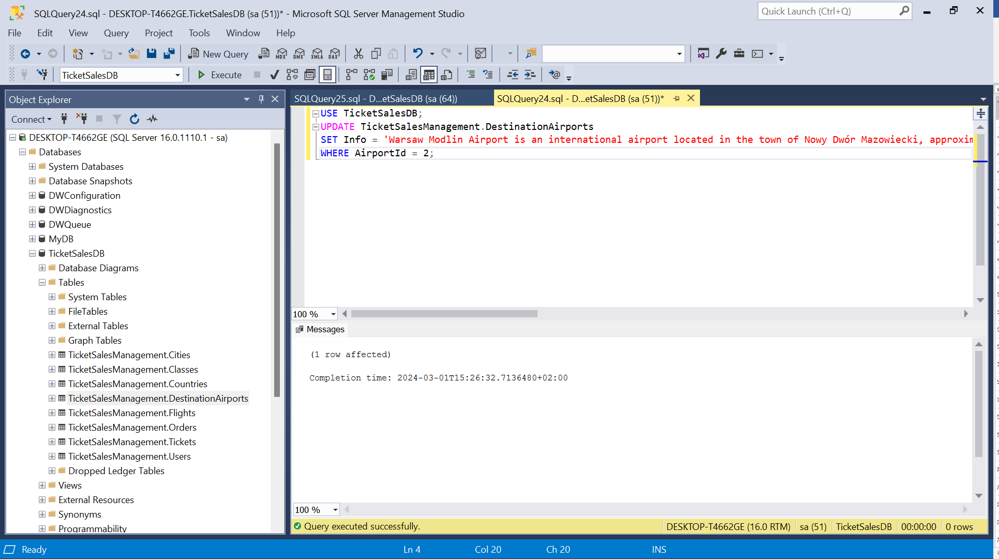 SQLQuery24.sql - DESKTOP-T4662GE.TicketSalesDB (sa (51))* - Microsoft SQL Server Management Studio
Quick Launch (Ctrl+Q)
File Edit View Query Project Tools Window Help
New Query MDX DMX XMLA DAX
TicketSalesDB Execute
Object Explorer
Connect
DESKTOP-T4662GE (SQL Server 16.0.1110.1 - sa)
Databases
System Databases
Database Snapshots
DWConfiguration
DWDiagnostics
DWQueue
MyDB
TicketSalesDB
Database Diagrams
Tables
System Tables
FileTables
External Tables
Graph Tables
TicketSalesManagement.Cities
TicketSalesManagement.Classes
TicketSalesManagement.Countries
TicketSalesManagement.DestinationAirports
TicketSalesManagement.Flights
TicketSalesManagement.Orders
TicketSalesManagement.Tickets
TicketSalesManagement.Users
Dropped Ledger Tables
Views
External Resources
Synonyms
Programmability
SQLQuery25.sql - D...etSalesDB (sa (64))
SQLQuery24.sql - D...etSalesDB (sa (51))*
USE TicketSalesDB;
UPDATE TicketSalesManagement.DestinationAirports
SET Info = 'Warsaw Modlin Airport is an international airport located in the town of Nowy Dwór Mazowiecki, approxim
WHERE AirportId = 2;
100 %
Messages
(1 row affected)
Completion time: 2024-03-01T15:26:32.7136480+02:00
100 %
Query executed successfully. DESKTOP-T4662GE (16.0 RTM) sa (51) TicketSalesDB 00:00:00 0 rows
Ready Ln 4 Col 20 Ch 20 INS